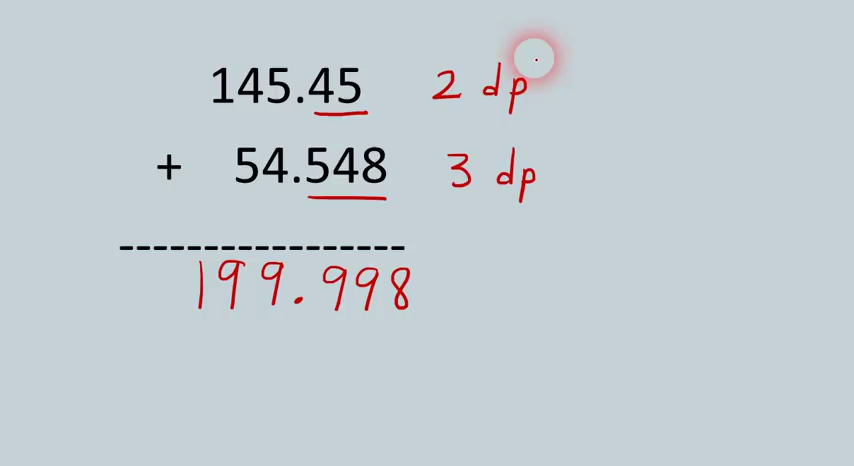 145.45 2 dp
+ 54.548 3 dp
-----------------
199.998